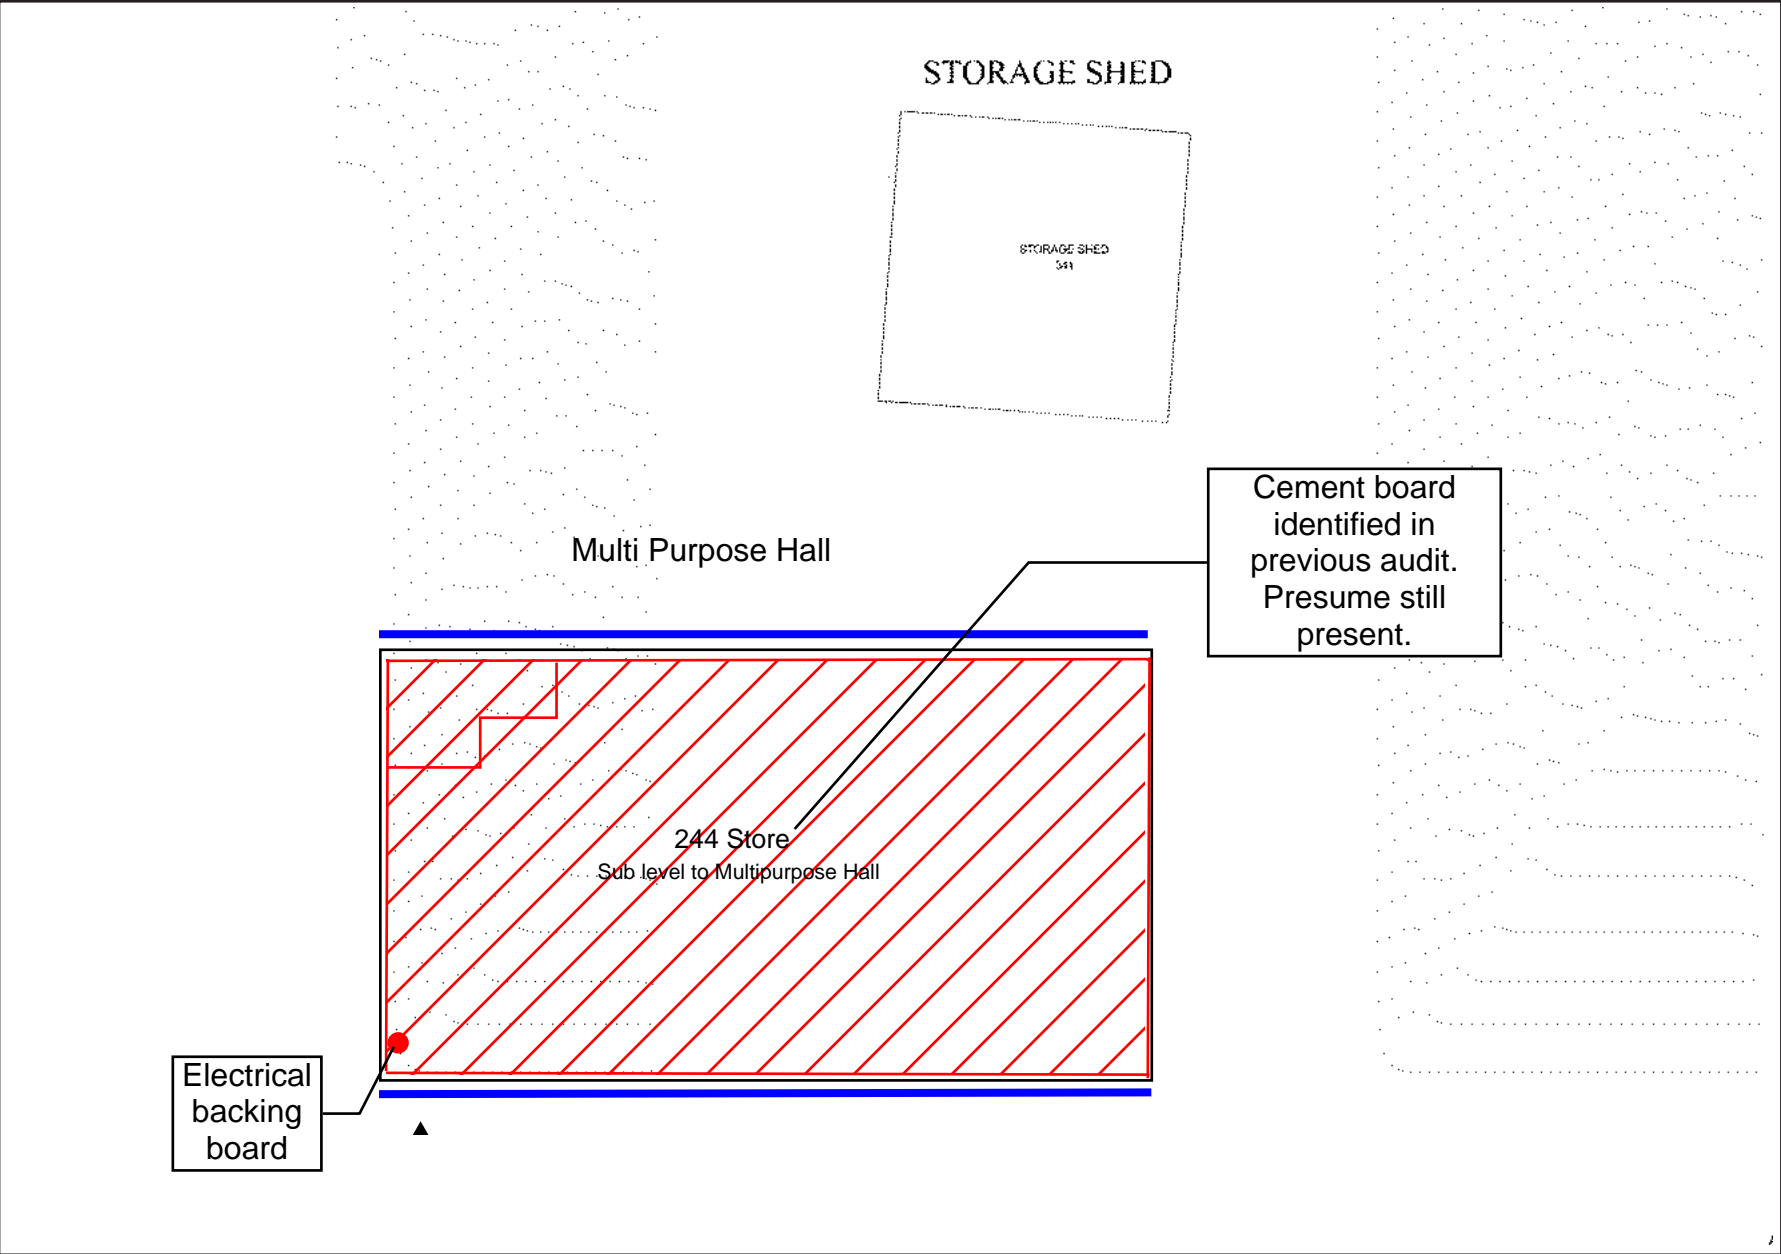 STORAGE SHED
STORAGE SHED
Multi Purpose Hall
Cement board
identified in
previous audit.
Presume still
present.
244 Store
Sub level to Multipurpose Hall
Electrical
backing
board